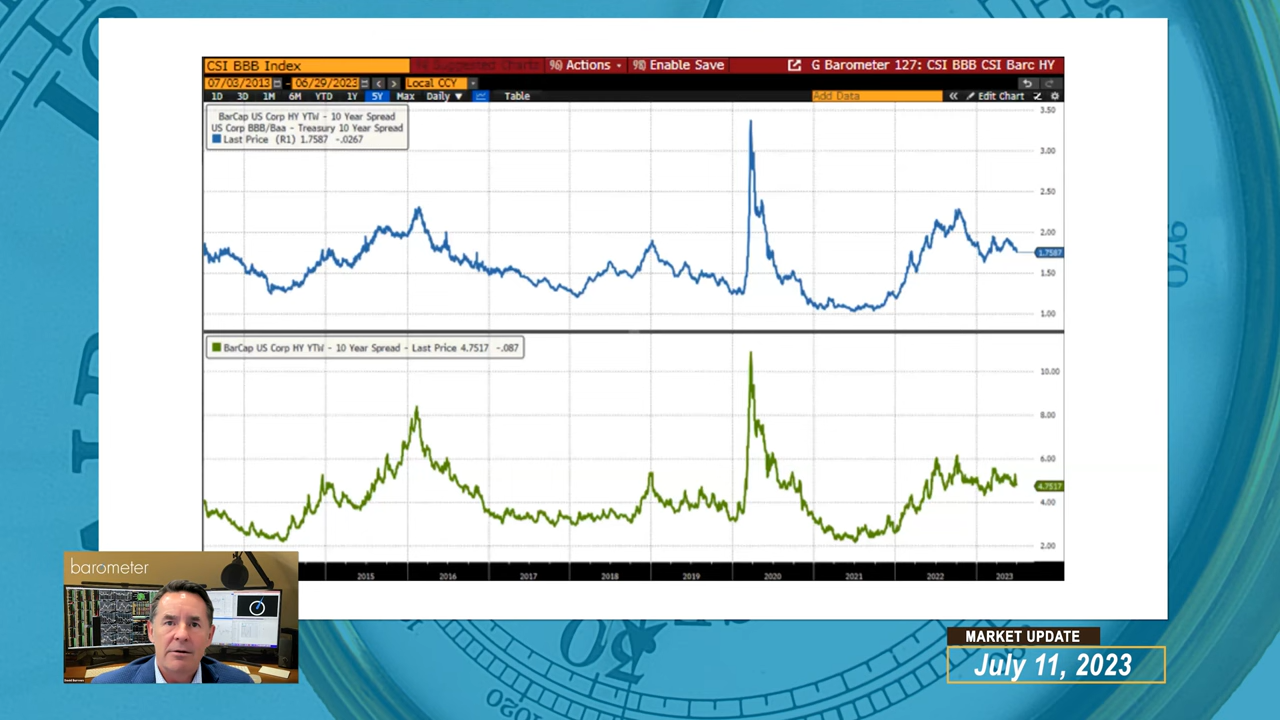 CSI BBB Index
Actions
Enable Save
G Barometer 127: CSI BBB CSI Barc HY
07/03/2013 - 06/29/2023
Local CCY
1D 3D 1M 6M YTD 1Y 5Y Max Daily ▼ Table
Add Data
« Edit Chart
BarCap US Corp HY YTW - 10 Year Spread
US Corp BBB/Baa - Treasury 10 Year Spread
Last Price (R1) 1.7587 -.0267
3.50
3.00
2.50
2.00
1.7587
1.50
1.00
BarCap US Corp HY YTW - 10 Year Spread - Last Price 4.7517 -.087
10.00
8.00
6.00
4.7517
4.00
2.00
2015 2016 2017 2018 2019 2020 2021 2022 2023
barometer
MARKET UPDATE
July 11, 2023
970
1020
30